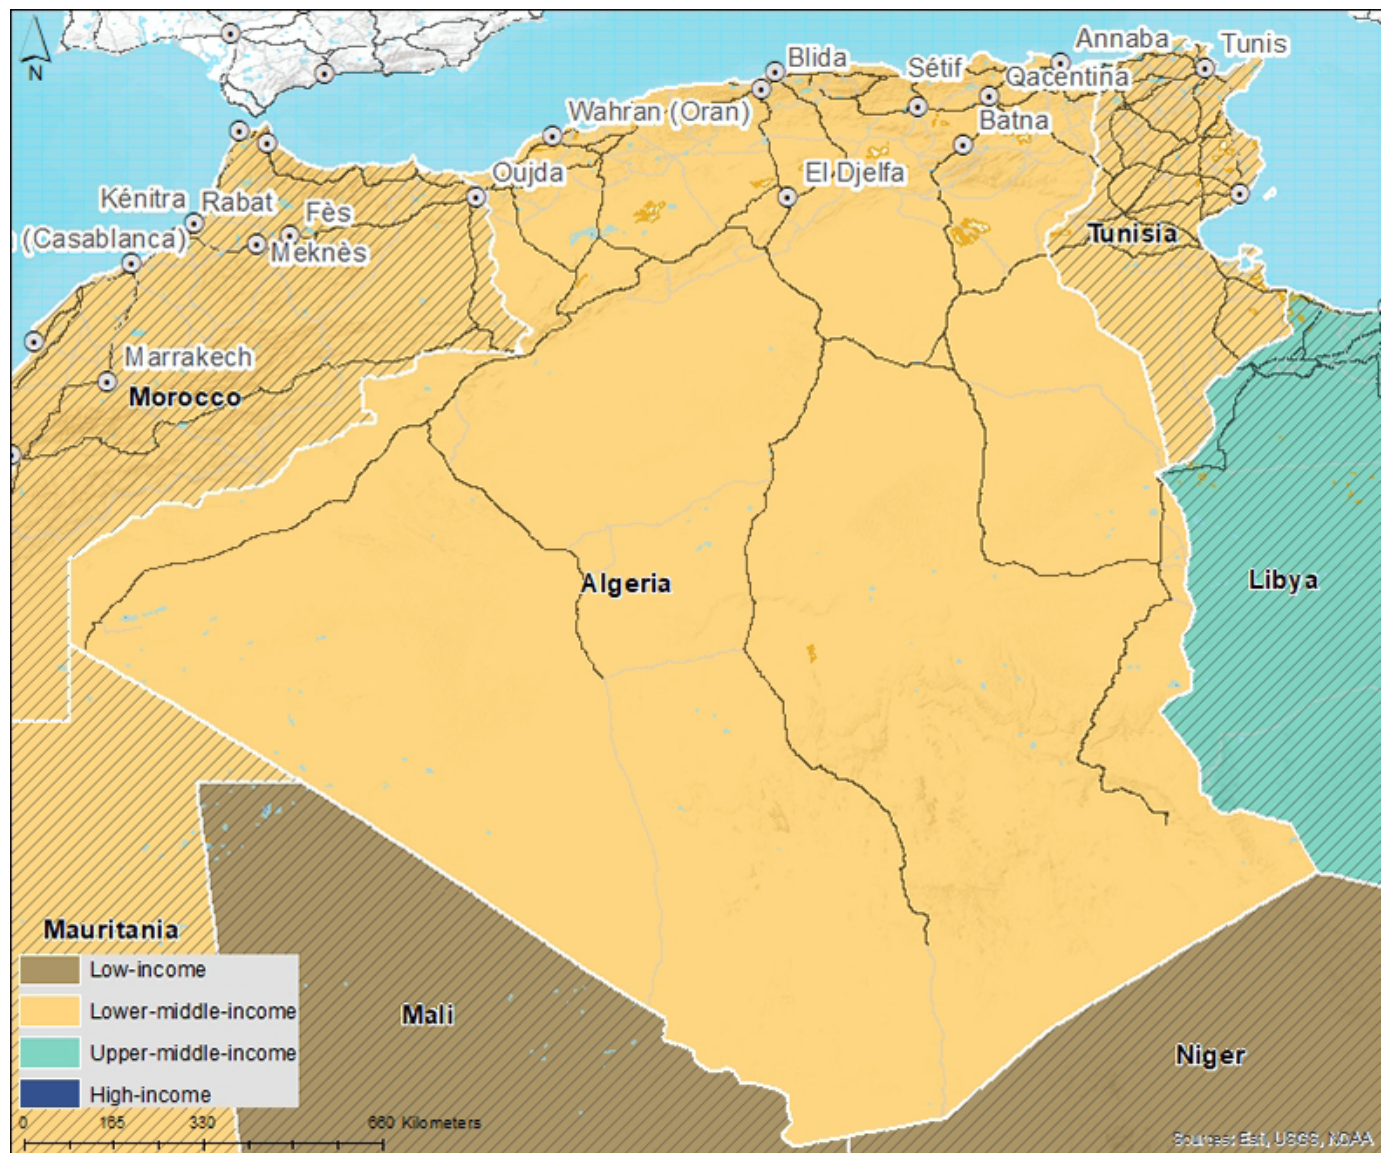 N
Annaba
Tunis
Blida
Sétif
Qacentina
Wahran (Oran)
Batna
Oujda
El Djelfa
Kénitra
Rabat
Fès
(Casablanca)
Meknès
Tunisia
Marrakech
Morocco
Algeria
Libya
Mauritania
Low-income
Lower-middle-income
Mali
Upper-middle-income
Niger
High-income
0 165 330 660 Kilometers
Sources: Esri, USGS, NOAA